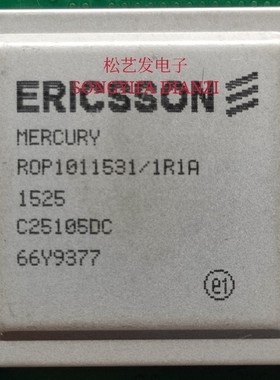 松艺发电子
SONGYIFA DIANZI
ERICSSON
MERCURY
ROP1011531/1R1A
1525
C25105DC
66Y9377
e1